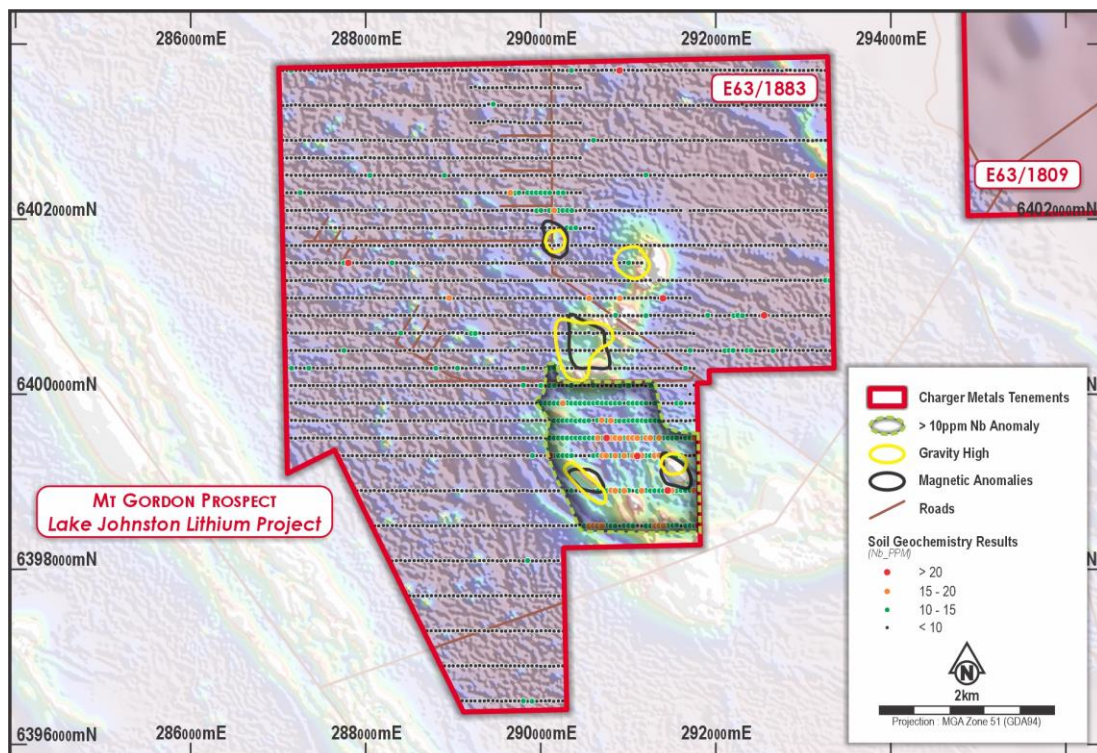 286000mE 288000mE 290000mE 292000mE 294000mE
E63/1883
E63/1809
6402000mN 6402000mN
6400000mN
MT GORDON PROSPECT
Lake Johnston Lithium Project
6398000mN
6396000mN
286000mE 288000mE 290000mE 292000mE
Charger Metals Tenements
> 10ppm Nb Anomaly
Gravity High
Magnetic Anomalies
Roads
Soil Geochemistry Results
(Nb_PPM)
> 20
15 - 20
10 - 15
< 10
N
2km
Projection : MGA Zone 51 (GDA94)